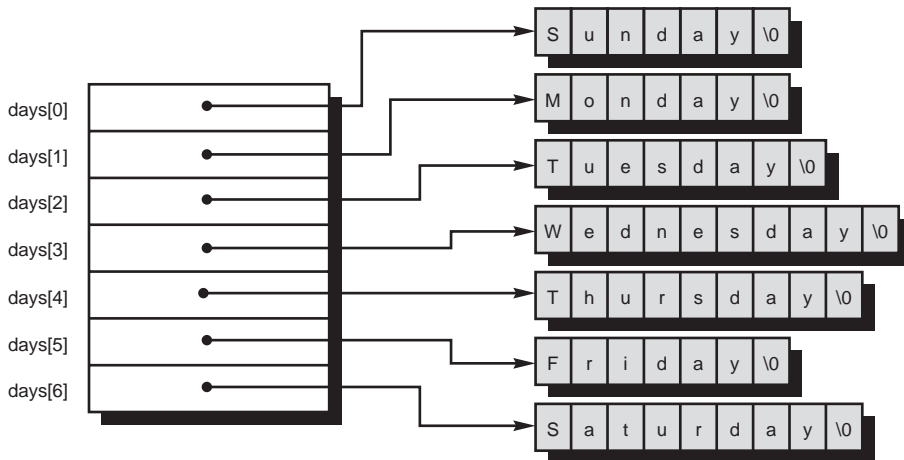 days[0] S u n d a y \0
days[1] M o n d a y \0
days[2] T u e s d a y \0
days[3] W e d n e s d a y \0
days[4] T h u r s d a y \0
days[5] F r i d a y \0
days[6] S a t u r d a y \0